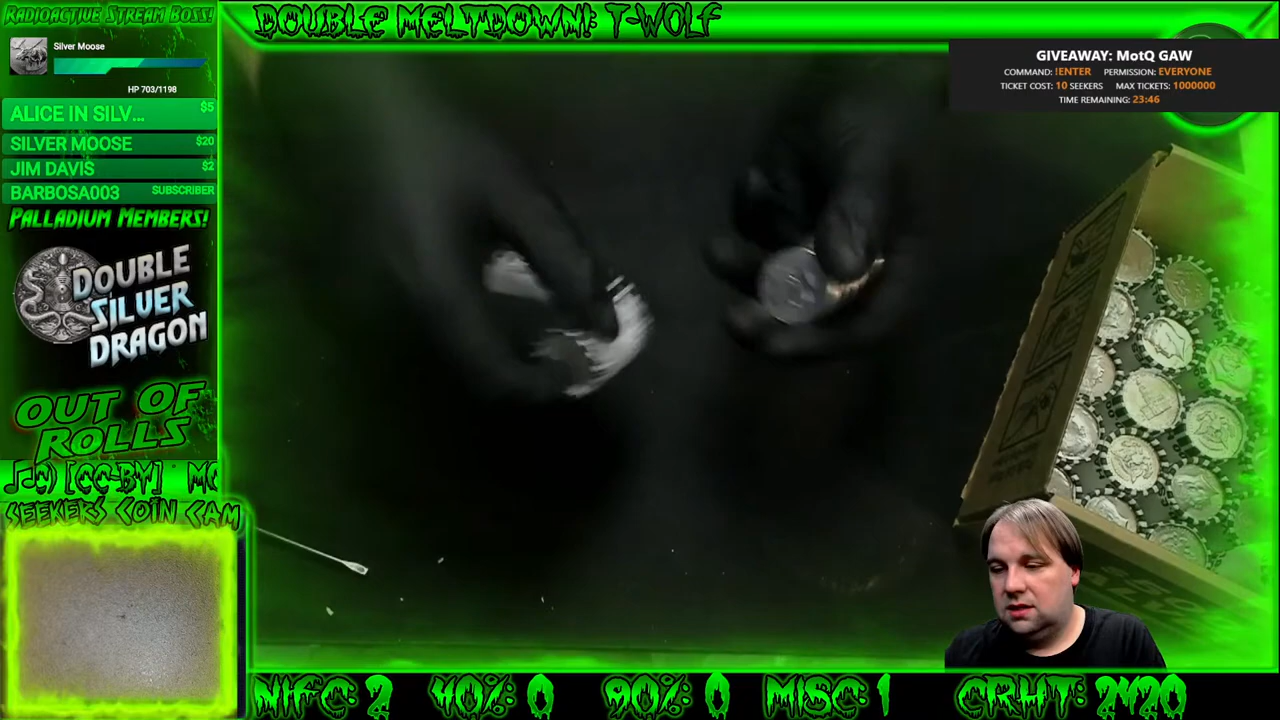 RADIOACTIVE STREAM BOSS!
Silver Moose
HP 703/1198
ALICE IN SILV... $5
SILVER MOOSE $20
JIM DAVIS $2
BARBOSA003 SUBSCRIBER
PALLADIUM MEMBERS!
DOUBLE
SILVER
DRAGON
OUT OF
ROLLS
♫C) [CC-BY] * MO
SEEKERS COIN CAM
DOUBLE MELTDOWN!: T-WOLF
GIVEAWAY: MotQ GAW
COMMAND: !ENTER PERMISSION: EVERYONE
TICKET COST: 10 SEEKERS MAX TICKETS: 1000000
TIME REMAINING: 23:46
NIFC: 2 40%: 0 90%: 0 MISC: 1 CRHT: 2420